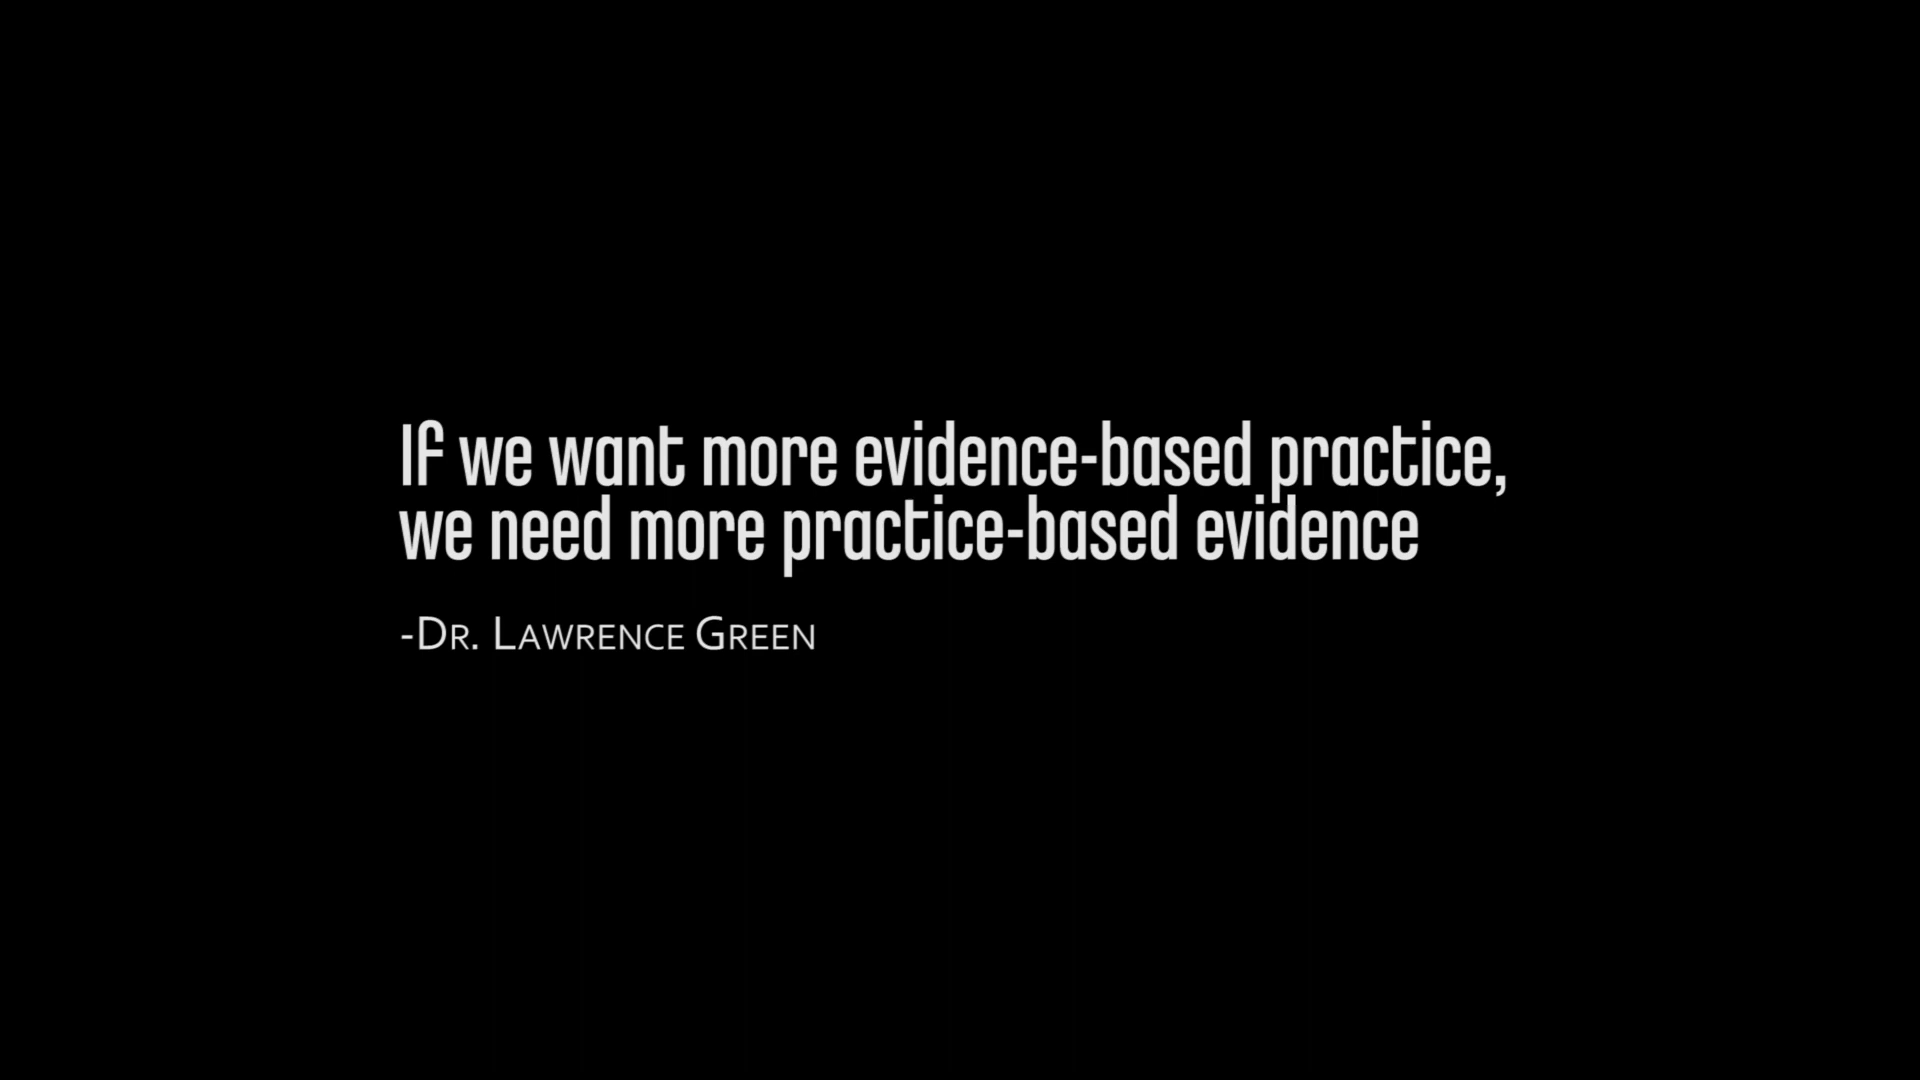 If we want more evidence-based practice,
we need more practice-based evidence
-Dr. Lawrence Green